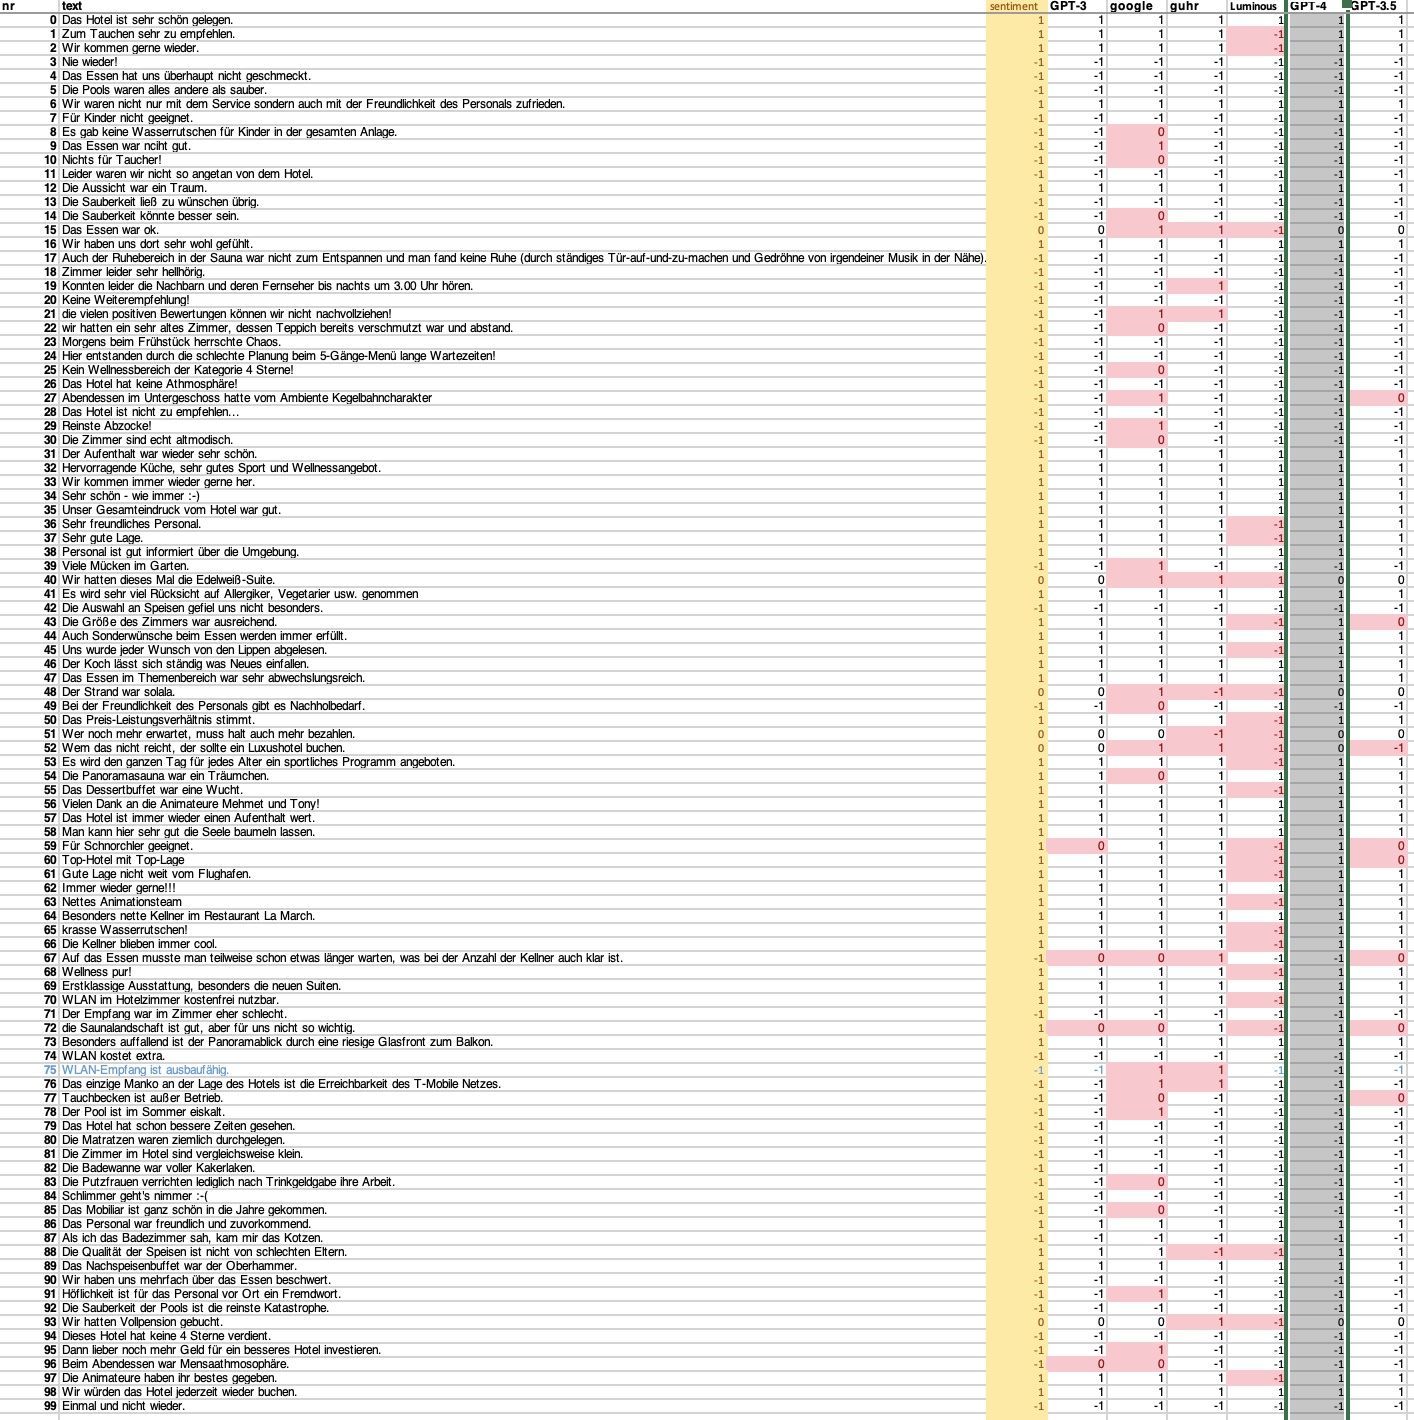 nr text sentiment GPT-3 google guhr Luminous GPT-4 GPT-3.5
0 Das Hotel ist sehr schön gelegen. 1 1 1 1 1 1 1
1 Zum Tauchen sehr zu empfehlen. 1 1 1 1 -1 1 1
2 Wir kommen gerne wieder. 1 1 1 1 -1 1 1
3 Nie wieder! -1 -1 -1 -1 -1 -1 -1
4 Das Essen hat uns überhaupt nicht geschmeckt. -1 -1 -1 -1 -1 -1 -1
5 Die Pools waren alles andere als sauber. -1 -1 -1 -1 -1 -1 -1
6 Wir waren nicht nur mit dem Service sondern auch mit der Freundlichkeit des Personals zufrieden. 1 1 1 1 1 1 1
7 Für Kinder nicht geeignet. -1 -1 -1 -1 -1 -1 -1
8 Es gab keine Wasserrutschen für Kinder in der gesamten Anlage. -1 -1 0 -1 -1 -1 -1
9 Das Essen war nciht gut. -1 -1 1 -1 -1 -1 -1
10 Nichts für Taucher! -1 -1 0 -1 -1 -1 -1
11 Leider waren wir nicht so angetan von dem Hotel. -1 -1 -1 -1 -1 -1 -1
12 Die Aussicht war ein Traum. 1 1 1 1 1 1 1
13 Die Sauberkeit ließ zu wünschen übrig. -1 -1 -1 -1 -1 -1 -1
14 Die Sauberkeit könnte besser sein. -1 -1 0 -1 -1 -1 -1
15 Das Essen war ok. 0 0 1 1 -1 0 0
16 Wir haben uns dort sehr wohl gefühlt. 1 1 1 1 1 1 1
17 Auch der Ruhebereich in der Sauna war nicht zum Entspannen und man fand keine Ruhe (durch ständiges Tür-auf-und-zu-machen und Gedröhne von irgendeiner Musik in der Nähe). -1 -1 -1 -1 -1 -1 -1
18 Zimmer leider sehr hellhörig. -1 -1 -1 -1 -1 -1 -1
19 Konnten leider die Nachbarn und deren Fernseher bis nachts um 3.00 Uhr hören. -1 -1 -1 1 -1 -1 -1
20 Keine Weiterempfehlung! -1 -1 -1 -1 -1 -1 -1
21 die vielen positiven Bewertungen können wir nicht nachvollziehen! -1 -1 1 1 -1 -1 -1
22 wir hatten ein sehr altes Zimmer, dessen Teppich bereits verschmutzt war und abstand. -1 -1 0 -1 -1 -1 -1
23 Morgens beim Frühstück herrschte Chaos. -1 -1 -1 -1 -1 -1 -1
24 Hier entstanden durch die schlechte Planung beim 5-Gänge-Menü lange Wartezeiten! -1 -1 -1 -1 -1 -1 -1
25 Kein Wellnessbereich der Kategorie 4 Sterne! -1 -1 0 -1 -1 -1 -1
26 Das Hotel hat keine Athmosphäre! -1 -1 -1 -1 -1 -1 -1
27 Abendessen im Untergeschoss hatte vom Ambiente Kegelbahncharakter -1 -1 1 -1 -1 -1 0
28 Das Hotel ist nicht zu empfehlen… -1 -1 -1 -1 -1 -1 -1
29 Reinste Abzocke! -1 -1 1 -1 -1 -1 -1
30 Die Zimmer sind echt altmodisch. -1 -1 0 -1 -1 -1 -1
31 Der Aufenthalt war wieder sehr schön. 1 1 1 1 1 1 1
32 Hervorragende Küche, sehr gutes Sport und Wellnessangebot. 1 1 1 1 1 1 1
33 Wir kommen immer wieder gerne her. 1 1 1 1 1 1 1
34 Sehr schön - wie immer :-) 1 1 1 1 1 1 1
35 Unser Gesamteindruck vom Hotel war gut. 1 1 1 1 1 1 1
36 Sehr freundliches Personal. 1 1 1 1 -1 1 1
37 Sehr gute Lage. 1 1 1 1 -1 1 1
38 Personal ist gut informiert über die Umgebung. 1 1 1 1 1 1 1
39 Viele Mücken im Garten. -1 -1 1 -1 -1 -1 -1
40 Wir hatten dieses Mal die Edelweiß-Suite. 0 0 1 1 1 0 0
41 Es wird sehr viel Rücksicht auf Allergiker, Vegetarier usw. genommen 1 1 1 1 1 1 1
42 Die Auswahl an Speisen gefiel uns nicht besonders. -1 -1 -1 -1 -1 -1 -1
43 Die Größe des Zimmers war ausreichend. 1 1 1 1 -1 1 0
44 Auch Sonderwünsche beim Essen werden immer erfüllt. 1 1 1 1 1 1 1
45 Uns wurde jeder Wunsch von den Lippen abgelesen. 1 1 1 1 -1 1 1
46 Der Koch lässt sich ständig was Neues einfallen. 1 1 1 1 1 1 1
47 Das Essen im Themenbereich war sehr abwechslungsreich. 1 1 1 1 1 1 1
48 Der Strand war solala. 0 0 1 -1 -1 0 0
49 Bei der Freundlichkeit des Personals gibt es Nachholbedarf. -1 -1 0 -1 -1 -1 -1
50 Das Preis-Leistungsverhältnis stimmt. 1 1 1 1 -1 1 1
51 Wer noch mehr erwartet, muss halt auch mehr bezahlen. 0 0 0 -1 -1 0 0
52 Wem das nicht reicht, der sollte ein Luxushotel buchen. 0 0 1 1 -1 0 -1
53 Es wird den ganzen Tag für jedes Alter ein sportliches Programm angeboten. 1 1 1 1 -1 1 1
54 Die Panoramasauna war ein Träumchen. 1 1 0 1 1 1 1
55 Das Dessertbuffet war eine Wucht. 1 1 1 1 -1 1 1
56 Vielen Dank an die Animateure Mehmet und Tony! 1 1 1 1 1 1 1
57 Das Hotel ist immer wieder einen Aufenthalt wert. 1 1 1 1 1 1 1
58 Man kann hier sehr gut die Seele baumeln lassen. 1 1 1 1 1 1 1
59 Für Schnorchler geeignet. 1 0 1 1 -1 1 0
60 Top-Hotel mit Top-Lage 1 1 1 1 -1 1 0
61 Gute Lage nicht weit vom Flughafen. 1 1 1 1 -1 1 1
62 Immer wieder gerne!!! 1 1 1 1 1 1 1
63 Nettes Animationsteam 1 1 1 1 -1 1 1
64 Besonders nette Kellner im Restaurant La March. 1 1 1 1 1 1 1
65 krasse Wasserrutschen! 1 1 1 1 -1 1 1
66 Die Kellner blieben immer cool. 1 1 1 1 -1 1 1
67 Auf das Essen musste man teilweise schon etwas länger warten, was bei der Anzahl der Kellner auch klar ist. -1 0 0 1 -1 -1 0
68 Wellness pur! 1 1 1 1 -1 1 1
69 Erstklassige Ausstattung, besonders die neuen Suiten. 1 1 1 1 1 1 1
70 WLAN im Hotelzimmer kostenfrei nutzbar. 1 1 1 1 -1 1 1
71 Der Empfang war im Zimmer eher schlecht. -1 -1 -1 -1 -1 -1 -1
72 die Saunalandschaft ist gut, aber für uns nicht so wichtig. 1 0 0 1 -1 1 0
73 Besonders auffallend ist der Panoramablick durch eine riesige Glasfront zum Balkon. 1 1 1 1 1 1 1
74 WLAN kostet extra. -1 -1 -1 -1 -1 -1 -1
75 WLAN-Empfang ist ausbaufähig. -1 -1 1 1 -1 -1 -1
76 Das einzige Manko an der Lage des Hotels ist die Erreichbarkeit des T-Mobile Netzes. -1 -1 1 1 -1 -1 -1
77 Tauchbecken ist außer Betrieb. -1 -1 0 -1 -1 -1 0
78 Der Pool ist im Sommer eiskalt. -1 -1 1 -1 -1 -1 -1
79 Das Hotel hat schon bessere Zeiten gesehen. -1 -1 -1 -1 -1 -1 -1
80 Die Matratzen waren ziemlich durchgelegen. -1 -1 -1 -1 -1 -1 -1
81 Die Zimmer im Hotel sind vergleichsweise klein. -1 -1 -1 -1 -1 -1 -1
82 Die Badewanne war voller Kakerlaken. -1 -1 -1 -1 -1 -1 -1
83 Die Putzfrauen verrichten lediglich nach Trinkgeldgabe ihre Arbeit. -1 -1 0 -1 -1 -1 -1
84 Schlimmer geht's nimmer :-( -1 -1 -1 -1 -1 -1 -1
85 Das Mobiliar ist ganz schön in die Jahre gekommen. -1 -1 0 -1 -1 -1 -1
86 Das Personal war freundlich und zuvorkommend. 1 1 1 1 1 1 1
87 Als ich das Badezimmer sah, kam mir das Kotzen. -1 -1 -1 -1 -1 -1 -1
88 Die Qualität der Speisen ist nicht von schlechten Eltern. 1 1 1 -1 -1 1 1
89 Das Nachspeisenbuffet war der Oberhammer. 1 1 1 1 1 1 1
90 Wir haben uns mehrfach über das Essen beschwert. -1 -1 -1 -1 -1 -1 -1
91 Höflichkeit ist für das Personal vor Ort ein Fremdwort. -1 -1 1 -1 -1 -1 -1
92 Die Sauberkeit der Pools ist die reinste Katastrophe. -1 -1 -1 -1 -1 -1 -1
93 Wir hatten Vollpension gebucht. 0 0 0 1 -1 0 0
94 Dieses Hotel hat keine 4 Sterne verdient. -1 -1 -1 -1 -1 -1 -1
95 Dann lieber noch mehr Geld für ein besseres Hotel investieren. -1 -1 1 -1 -1 -1 -1
96 Beim Abendessen war Mensaathmosophäre. -1 0 0 -1 -1 -1 -1
97 Die Animateure haben ihr bestes gegeben. 1 1 1 1 -1 1 1
98 Wir würden das Hotel jederzeit wieder buchen. 1 1 1 1 1 1 1
99 Einmal und nicht wieder. -1 -1 -1 -1 -1 -1 -1